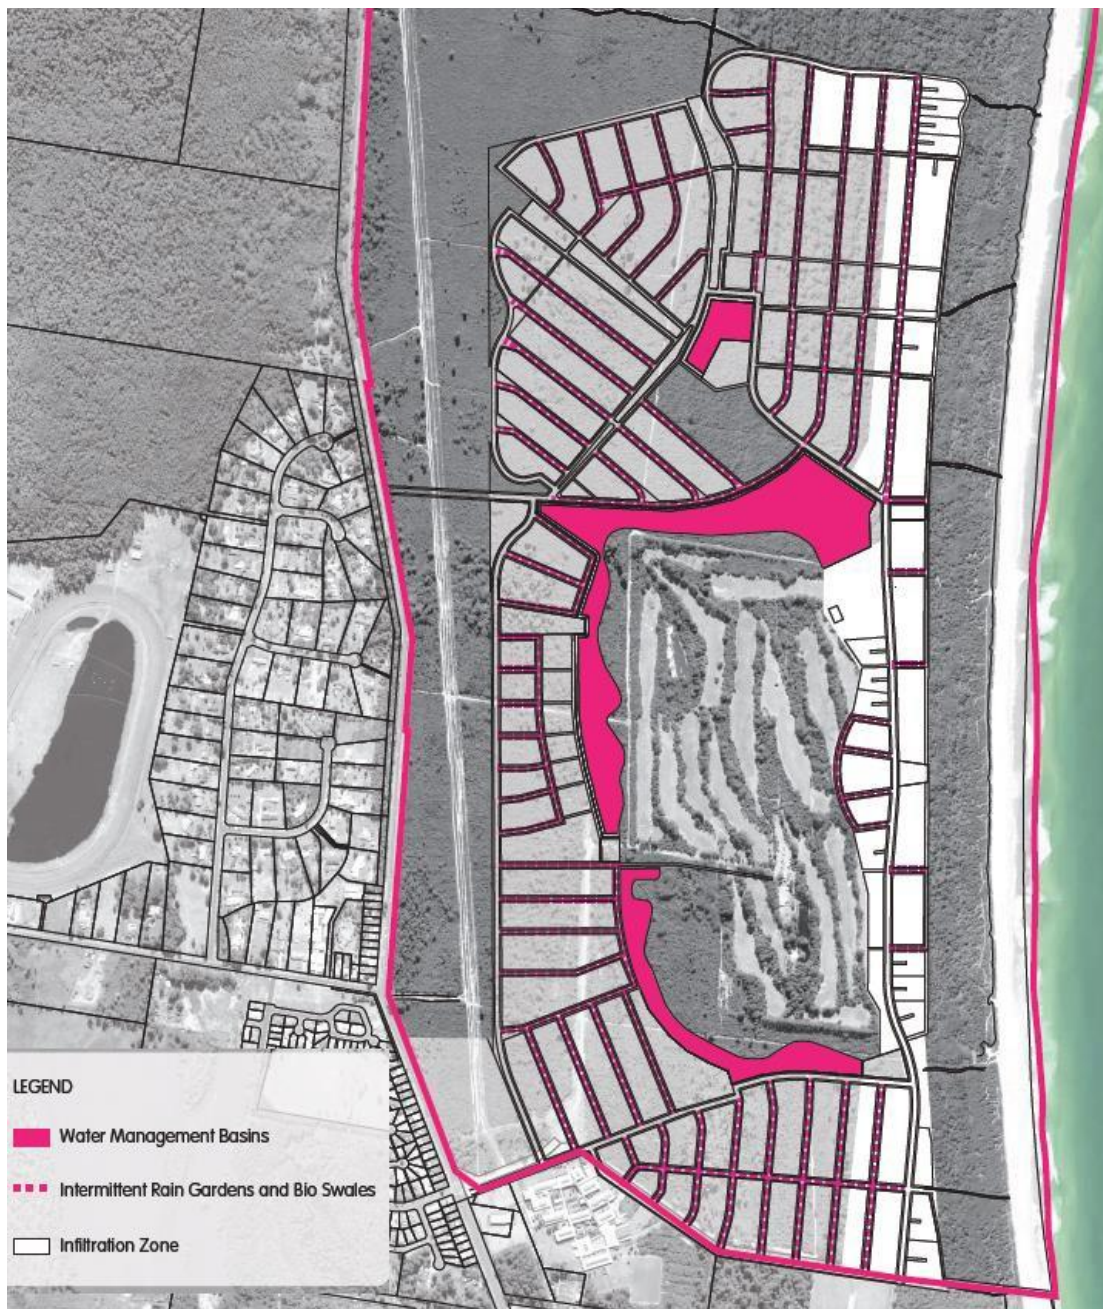 LEGEND
Water Management Basins
Intermittent Rain Gardens and Bio Swales
Infiltration Zone